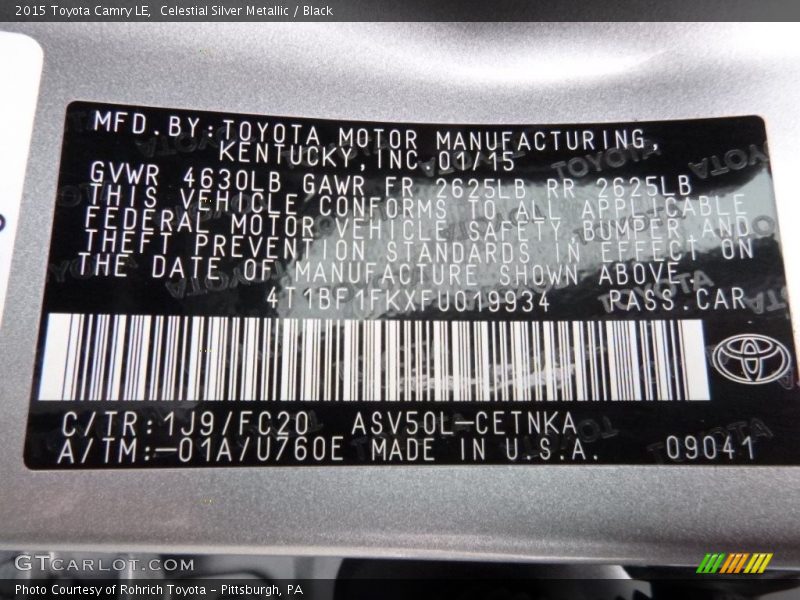 2015 Toyota Camry LE,  Celestial Silver Metallic / Black
MFD.BY:TOYOTA MOTOR MANUFACTURING,
KENTUCKY,INC 01/15
GVWR 4630LB GAWR FR 2625LB RR 2625LB
THIS VEHICLE CONFORMS TO ALL APPLICABLE
FEDERAL MOTOR VEHICLE SAFETY, BUMPER AND
THEFT PREVENTION STANDARDS IN EFFECT ON
THE DATE OF MANUFACTURE SHOWN ABOVE.
4T1BF1FKXFU019934 PASS.CAR
C/TR:1J9/FC20 ASV50L-CETNKA
A/TM:-01A/U760E MADE IN U.S.A. 09041
GTCARLOT.COM
Photo Courtesy of Rohrich Toyota - Pittsburgh, PA